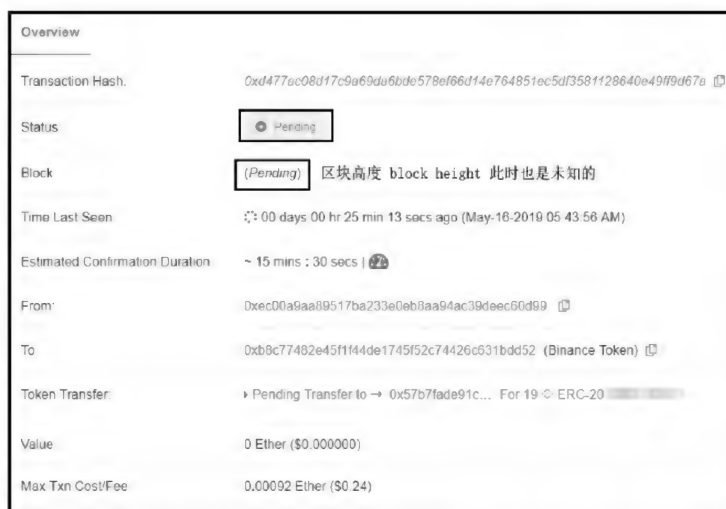 Overview
Transaction Hash: 0xd477ac08d17c9a69da6bde578ef66d14e764851ec5df3581128640e49ff9d67a
Status Pending
Block (Pending) 区块高度 block height 此时也是未知的
Time Last Seen 00 days 00 hr 25 min 13 secs ago (May-16-2019 05 43:56 AM)
Estimated Confirmation Duration ~ 15 mins : 30 secs |
From: 0xec00a9aa89517ba233e0eb8aa94ac39deec60d99
To 0xb8c77482e45f1f44de1745f52c74426c631bdd52 (Binance Token)
Token Transfer: Pending Transfer to → 0x57b7fade91c... For 19 ERC-20
Value 0 Ether ($0.000000)
Max Txn Cost/Fee 0.00092 Ether ($0.24)